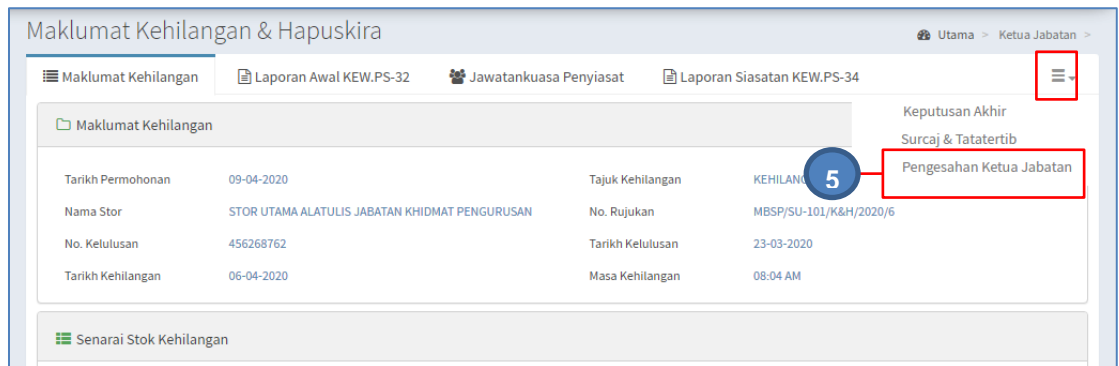 Maklumat Kehilangan & Hapuskira
Utama > Ketua Jabatan >
Maklumat Kehilangan Laporan Awal KEW.PS-32 Jawatankuasa Penyiasat Laporan Siasatan KEW.PS-34
Keputusan Akhir
Surcaj & Tatatertib
Pengesahan Ketua Jabatan
5
Maklumat Kehilangan
Tarikh Permohonan 09-04-2020 Tajuk Kehilangan
Nama Stor STOR UTAMA ALATULIS JABATAN KHIDMAT PENGURUSAN No. Rujukan MBSP/SU-101/K&H/2020/6
No. Kelulusan 456268762 Tarikh Kelulusan 23-03-2020
Tarikh Kehilangan 06-04-2020 Masa Kehilangan 08:04 AM
Senarai Stok Kehilangan